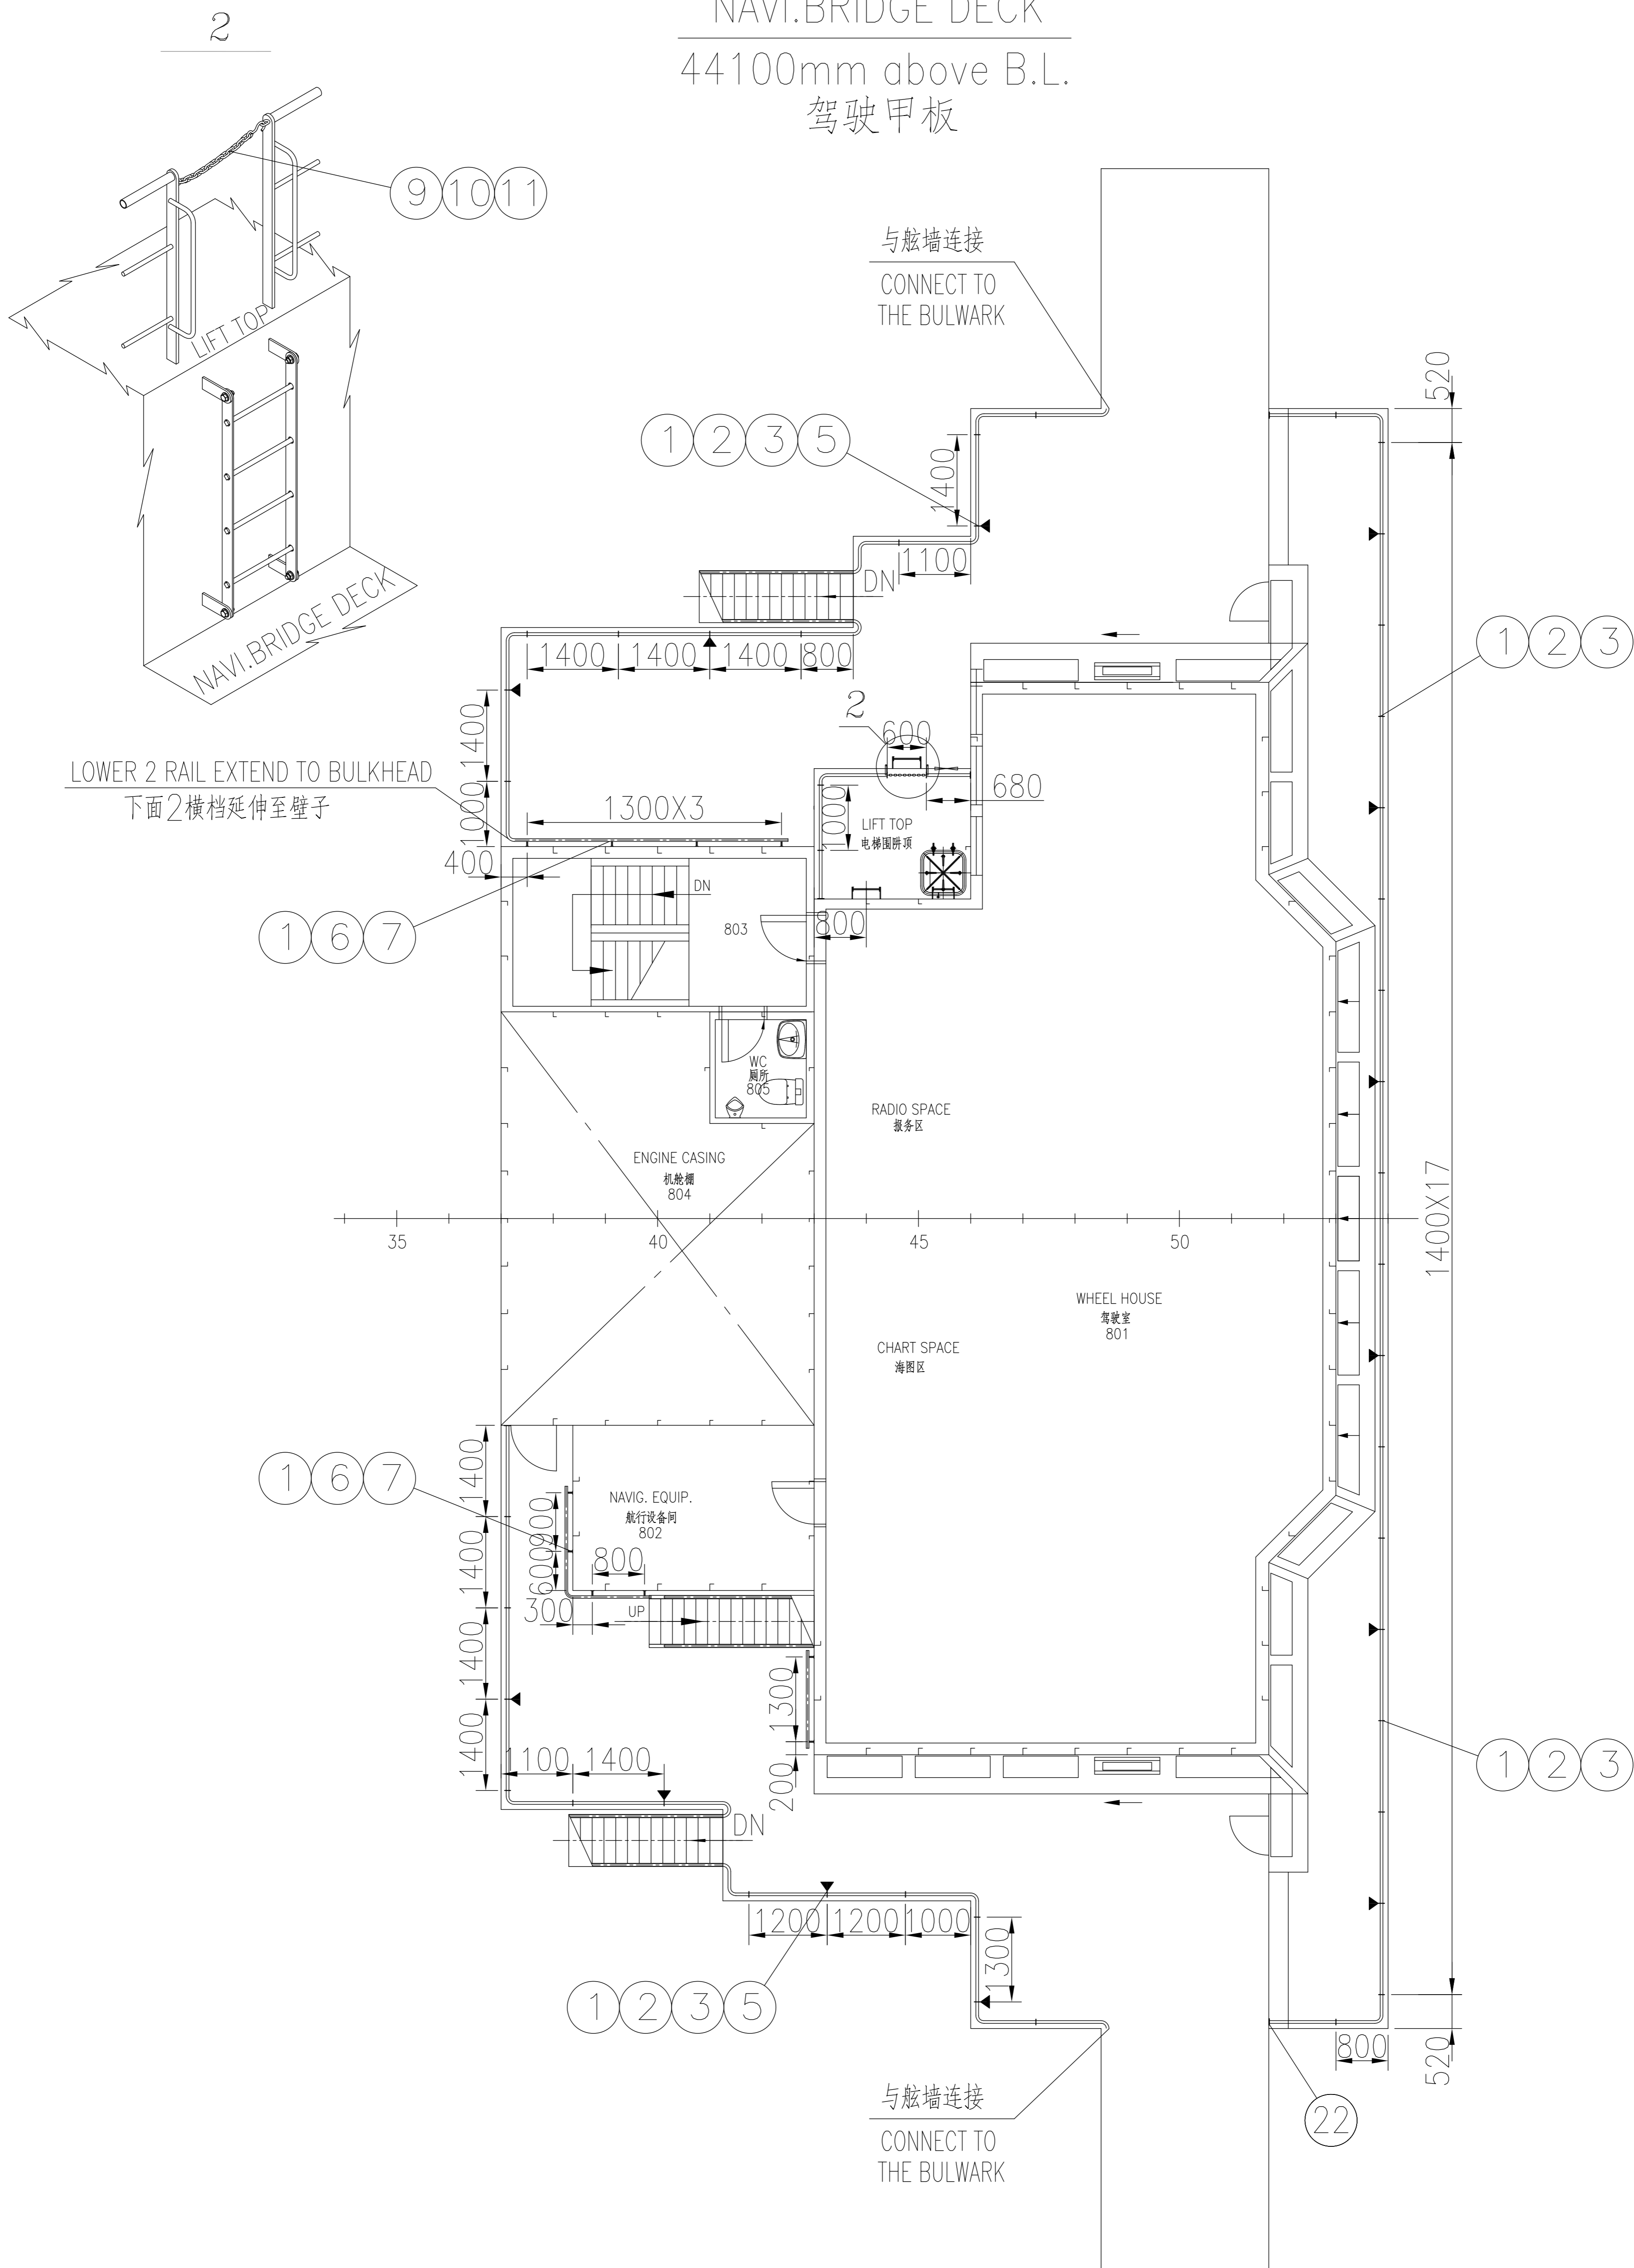 2
NAVI.BRIDGE DECK
44100mm above B.L.
驾驶甲板
9 10 11
LIFT TOP
NAVI.BRIDGE DECK
与舷墙连接
CONNECT TO
THE BULWARK
520
1 2 3 5
1400
1100
DN
1 2 3
1400 1400 1400 800
2
600
680
1400
LOWER 2 RAIL EXTEND TO BULKHEAD
下面2横档延伸至壁子
1000
1300X3
1000
LIFT TOP
电梯围阱顶
400
DN
803
800
1 6 7
WC
厕所
805
RADIO SPACE
报务区
ENGINE CASING
机舱棚
804
1400X17
35 40 45 50
WHEEL HOUSE
驾驶室
801
CHART SPACE
海图区
1400
1 6 7
NAVIG. EQUIP.
航行设备间
802
900
600
800
1400
300
UP
1400
1300
1400
1100 1400
200
1 2 3
DN
1200 1200 1000
1300
1 2 3 5
800
520
与舷墙连接
CONNECT TO
THE BULWARK
22